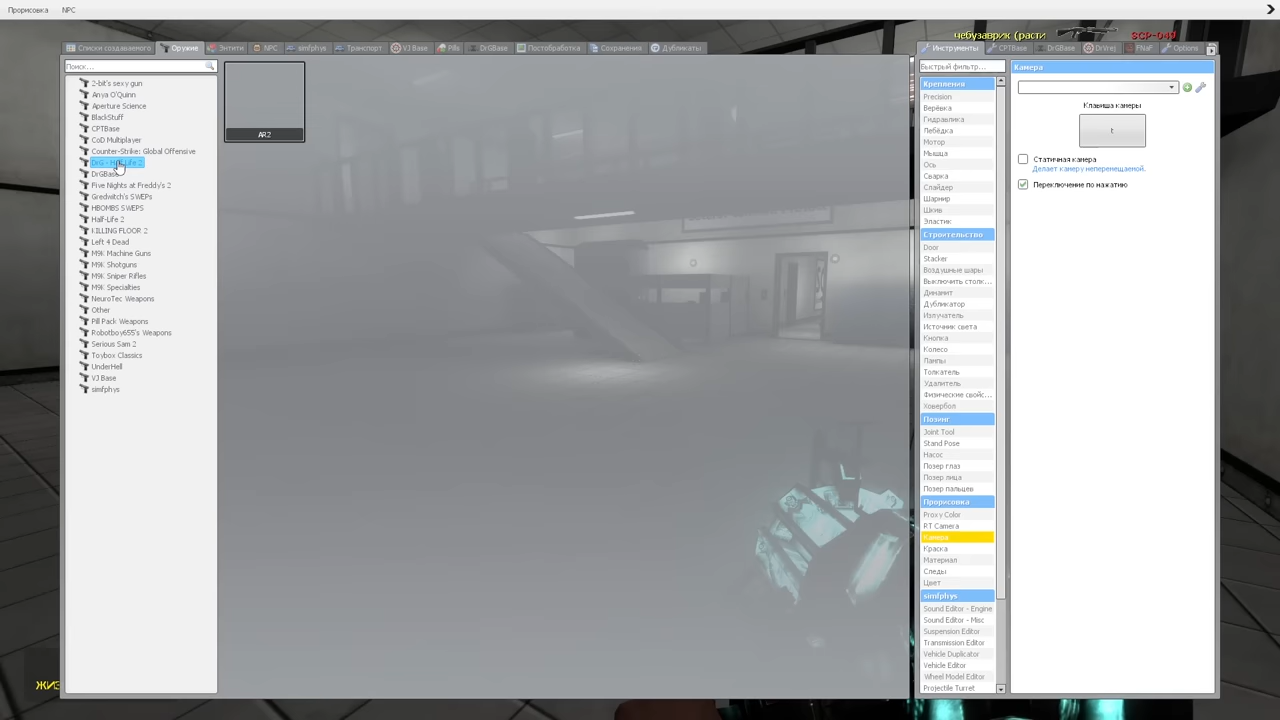 Прорисовка NPC
чебузаврик (расти SCP-049
Списки создаваемого Оружие Энтети NPC simfphys Транспорт VJ Base Pills DrGBase Постобработка Сохранения Дубликаты
Инструменты CPTBase DrGBase DrVrej FNaF Options
Поиск...
2-bit's sexy gun
Anya O'Quinn
Aperture Science
BlackStuff
CPTBase
CoD Multiplayer
Counter-Strike: Global Offensive
DrG - Half-Life 2
DrGBase
Five Nights at Freddy's 2
Gredwitch's SWEPs
HBOMBS SWEPS
Half-Life 2
KILLING FLOOR 2
Left 4 Dead
M9K Machine Guns
M9K Shotguns
M9K Sniper Rifles
M9K Specialties
NeuroTec Weapons
Other
Pill Pack Weapons
Robotboy655's Weapons
Serious Sam 2
Toybox Classics
UnderHell
VJ Base
simfphys
AR2
Быстрый фильтр...
Крепления
Precision
Верёвка
Гидравлика
Лебёдка
Мотор
Мышца
Ось
Сварка
Слайдер
Шарнир
Шкив
Эластик
Строительство
Door
Stacker
Воздушные шары
Выключить столк...
Динамит
Дубликатор
Излучатель
Источник света
Кнопка
Колесо
Лампы
Толкатель
Удалитель
Физические свойс...
Ховербол
Позинг
Joint Tool
Stand Pose
Насос
Позер глаз
Позер лица
Позер пальцев
Прорисовка
Proxy Color
RT Camera
Камера
Краска
Материал
Следы
Цвет
simfphys
Sound Editor - Engine
Sound Editor - Misc
Suspension Editor
Transmission Editor
Vehicle Duplicator
Vehicle Editor
Wheel Model Editor
Projectile Turret
Камера
Клавиша камеры
t
Статичная камера
Делает камеру неперемещаемой.
Переключение по нажатию
ЖИЗ